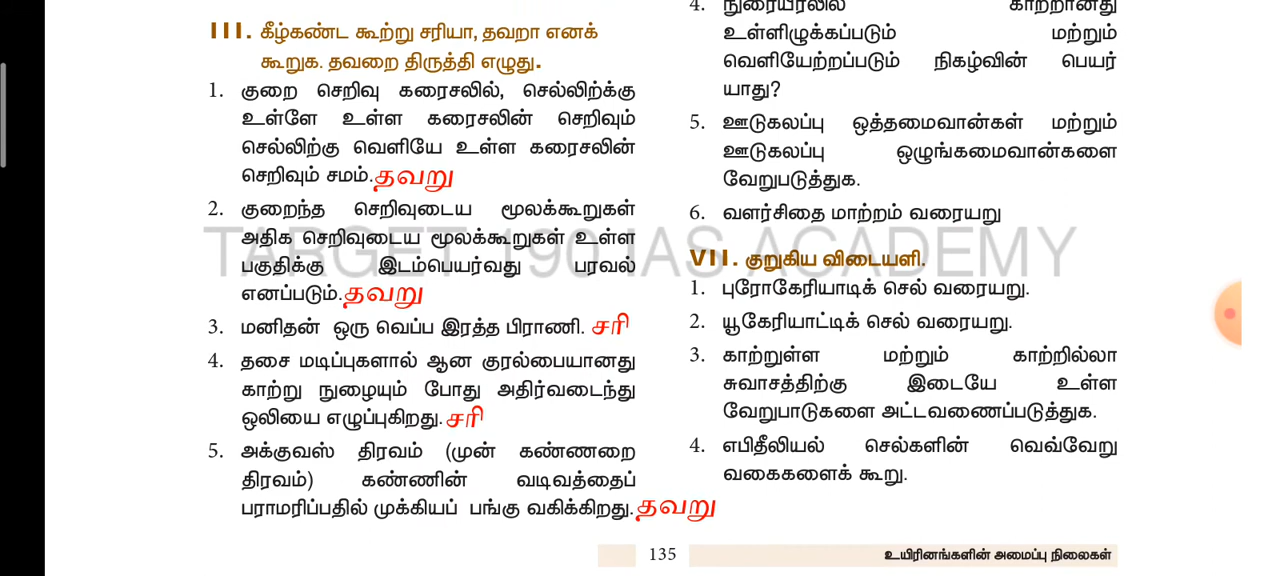 III. கீழ்கண்ட கூற்று சரியா, தவறா எனக்
கூறுக. தவறை திருத்தி எழுது.
1. குறை செறிவு கரைசலில், செல்லிற்க்கு
உள்ளே உள்ள கரைசலின் செறிவும்
செல்லிற்கு வெளியே உள்ள கரைசலின்
செறிவும் சமம். தவறு
2. குறைந்த செறிவுடைய மூலக்கூறுகள்
அதிக செறிவுடைய மூலக்கூறுகள் உள்ள
பகுதிக்கு இடம்பெயர்வது பரவல்
எனப்படும். தவறு
3. மனிதன் ஒரு வெப்ப இரத்த பிராணி. சரி
4. தசை மடிப்புகளால் ஆன குரல்பையானது
காற்று நுழையும் போது அதிர்வடைந்து
ஒலியை எழுப்புகிறது. சரி
5. அக்குவஸ் திரவம் (முன் கண்ணறை
திரவம்) கண்ணின் வடிவத்தைப்
பராமரிப்பதில் முக்கியப் பங்கு வகிக்கிறது. தவறு
4. நுரையீரலில் காற்றானது
உள்ளிழுக்கப்படும் மற்றும்
வெளியேற்றப்படும் நிகழ்வின் பெயர்
யாது?
5. ஊடுகலப்பு ஒத்தமைவான்கள் மற்றும்
ஊடுகலப்பு ஒழுங்கமைவான்களை
வேறுபடுத்துக.
6. வளர்சிதை மாற்றம் வரையறு
VII. குறுகிய விடையளி.
1. புரோகேரியாடிக் செல் வரையறு.
2. யூகேரியாட்டிக் செல் வரையறு.
3. காற்றுள்ள மற்றும் காற்றில்லா
சுவாசத்திற்கு இடையே உள்ள
வேறுபாடுகளை அட்டவணைப்படுத்துக.
4. எபிதீலியல் செல்களின் வெவ்வேறு
வகைகளைக் கூறு.
TARGET 190 IAS ACADEMY
135 உயிரினங்களின் அமைப்பு நிலைகள்